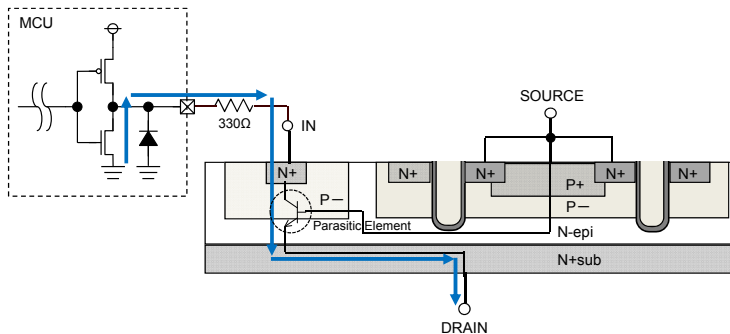 MCU
330Ω
IN
SOURCE
N+
N+
N+
N+
N+
P+
P−
P−
Parasitic Element
N-epi
N+sub
DRAIN